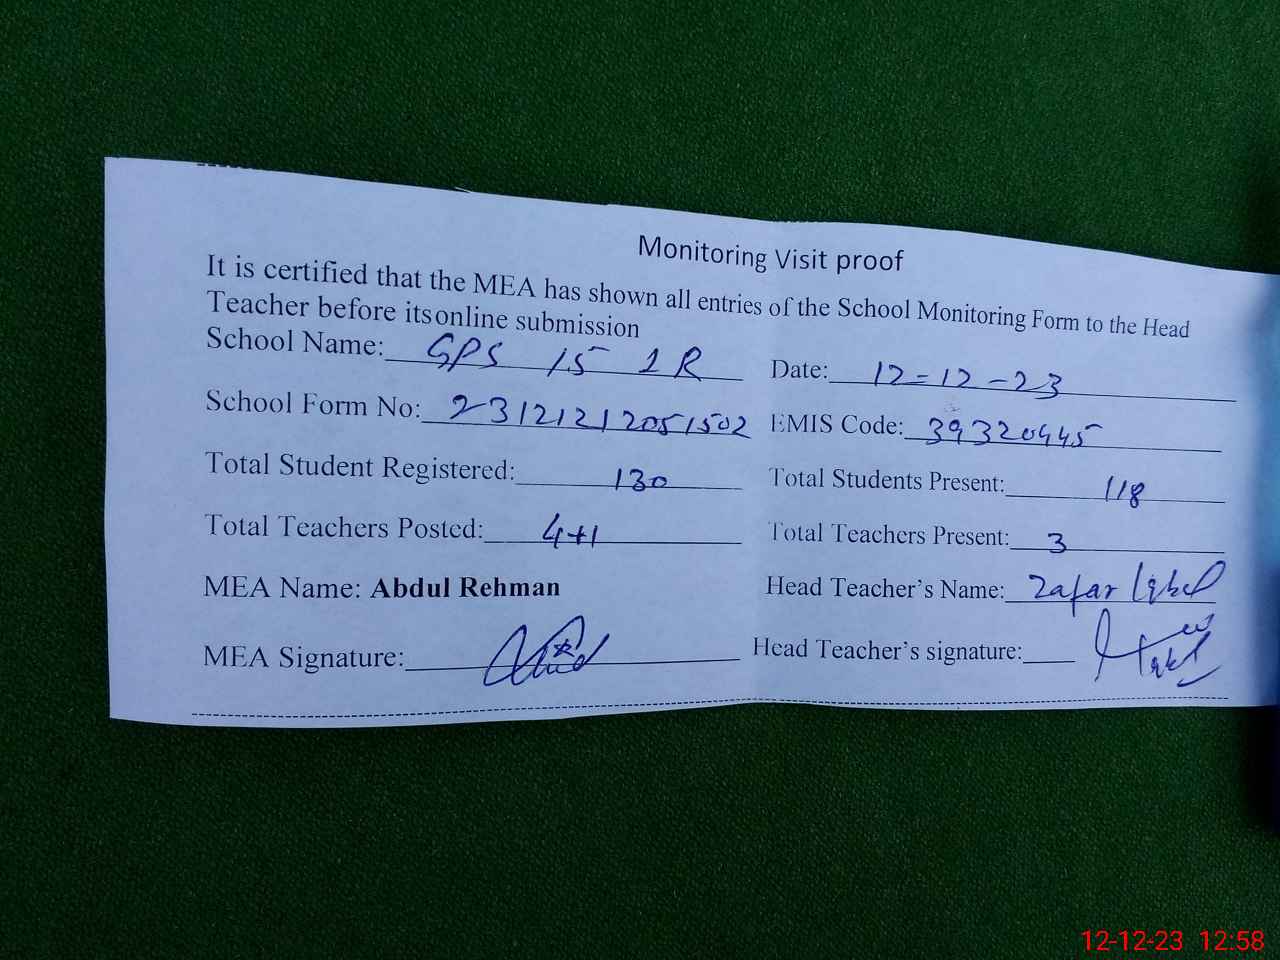 Monitoring Visit proof
It is certified that the MEA has shown all entries of the School Monitoring Form to the Head
Teacher before itsonline submission
School Name: GPS 15 1R Date: 12-12-23
School Form No: 23121212051502 EMIS Code: 39320445
Total Student Registered: 130 Total Students Present: 118
Total Teachers Posted: 4+1 Total Teachers Present: 3
MEA Name: Abdul Rehman Head Teacher's Name: Zafar Iqbal
MEA Signature: Head Teacher's signature:
12-12-23 12:58